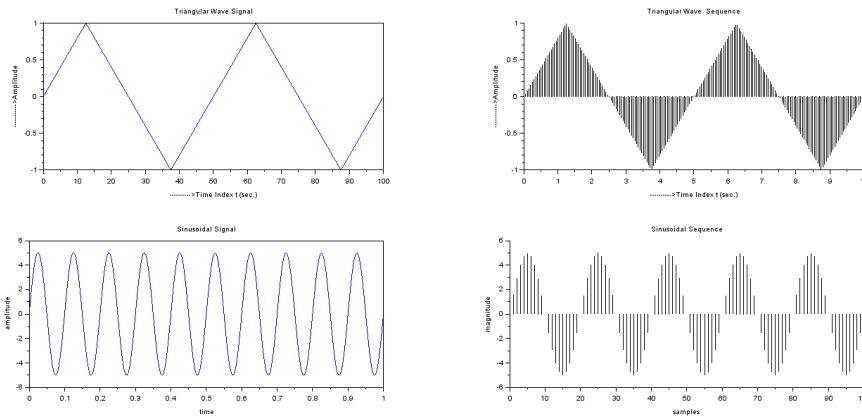 Triangular Wave Signal
1
0.5
0
-0.5
-1
--------->Amplitude
0 10 20 30 40 50 60 70 80 90 100
--------->Time Index t (sec.)
Triangular Wave Sequence
1
0.5
0
-0.5
-1
--------->Amplitude
0 1 2 3 4 5 6 7 8 9
--------->Time Index t (sec.)
Sinusoidal Signal
6
4
2
0
-2
-4
-6
amplitude
0 0.1 0.2 0.3 0.4 0.5 0.6 0.7 0.8 0.9 1
time
Sinusoidal Sequence
6
4
2
0
-2
-4
-6
magnitude
0 10 20 30 40 50 60 70 80 90
samples